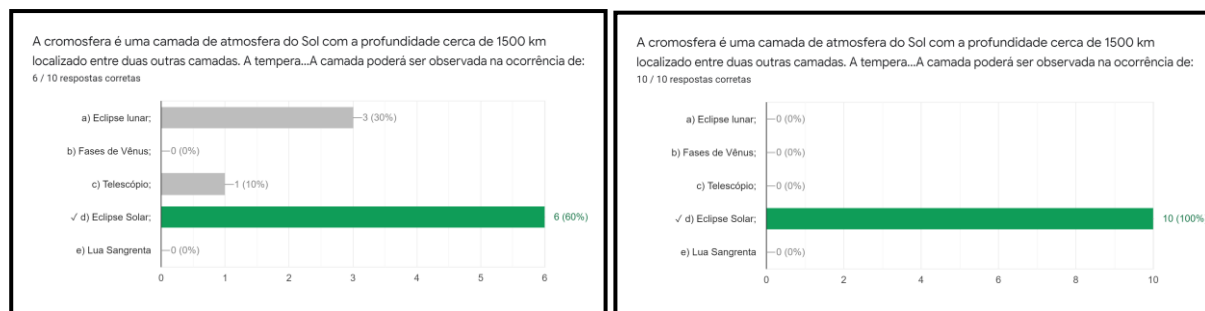 A cromosfera é uma camada de atmosfera do Sol com a profundidade cerca de 1500 km
localizado entre duas outras camadas. A tempera...A camada poderá ser observada na ocorrência de:
6 / 10 respostas corretas
a) Eclipse lunar;
3 (30%)
b) Fases de Vênus;
0 (0%)
c) Telescópio;
1 (10%)
✓ d) Eclipse Solar;
6 (60%)
e) Lua Sangrenta
0 (0%)
0 1 2 3 4 5 6
A cromosfera é uma camada de atmosfera do Sol com a profundidade cerca de 1500 km
localizado entre duas outras camadas. A tempera...A camada poderá ser observada na ocorrência de:
10 / 10 respostas corretas
a) Eclipse lunar;
0 (0%)
b) Fases de Vênus;
0 (0%)
c) Telescópio;
0 (0%)
✓ d) Eclipse Solar;
10 (100%)
e) Lua Sangrenta
0 (0%)
0 2 4 6 8 10